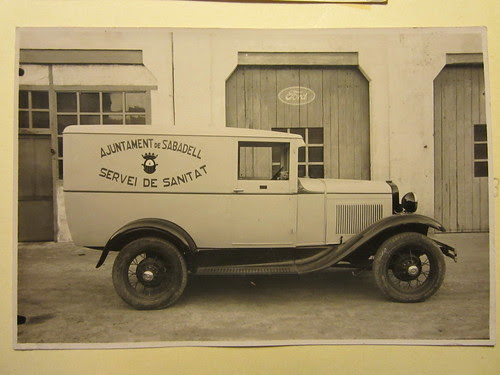 Ford
AJUNTAMENT DE SABADELL
SERVEI DE SANITAT